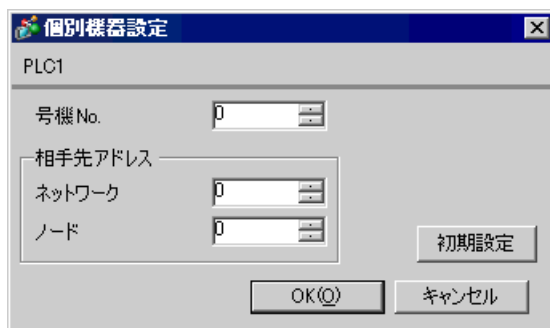 個別機器設定
PLC1
号機No. 0
相手先アドレス
ネットワーク 0
ノード 0
初期設定
OK(O) キャンセル